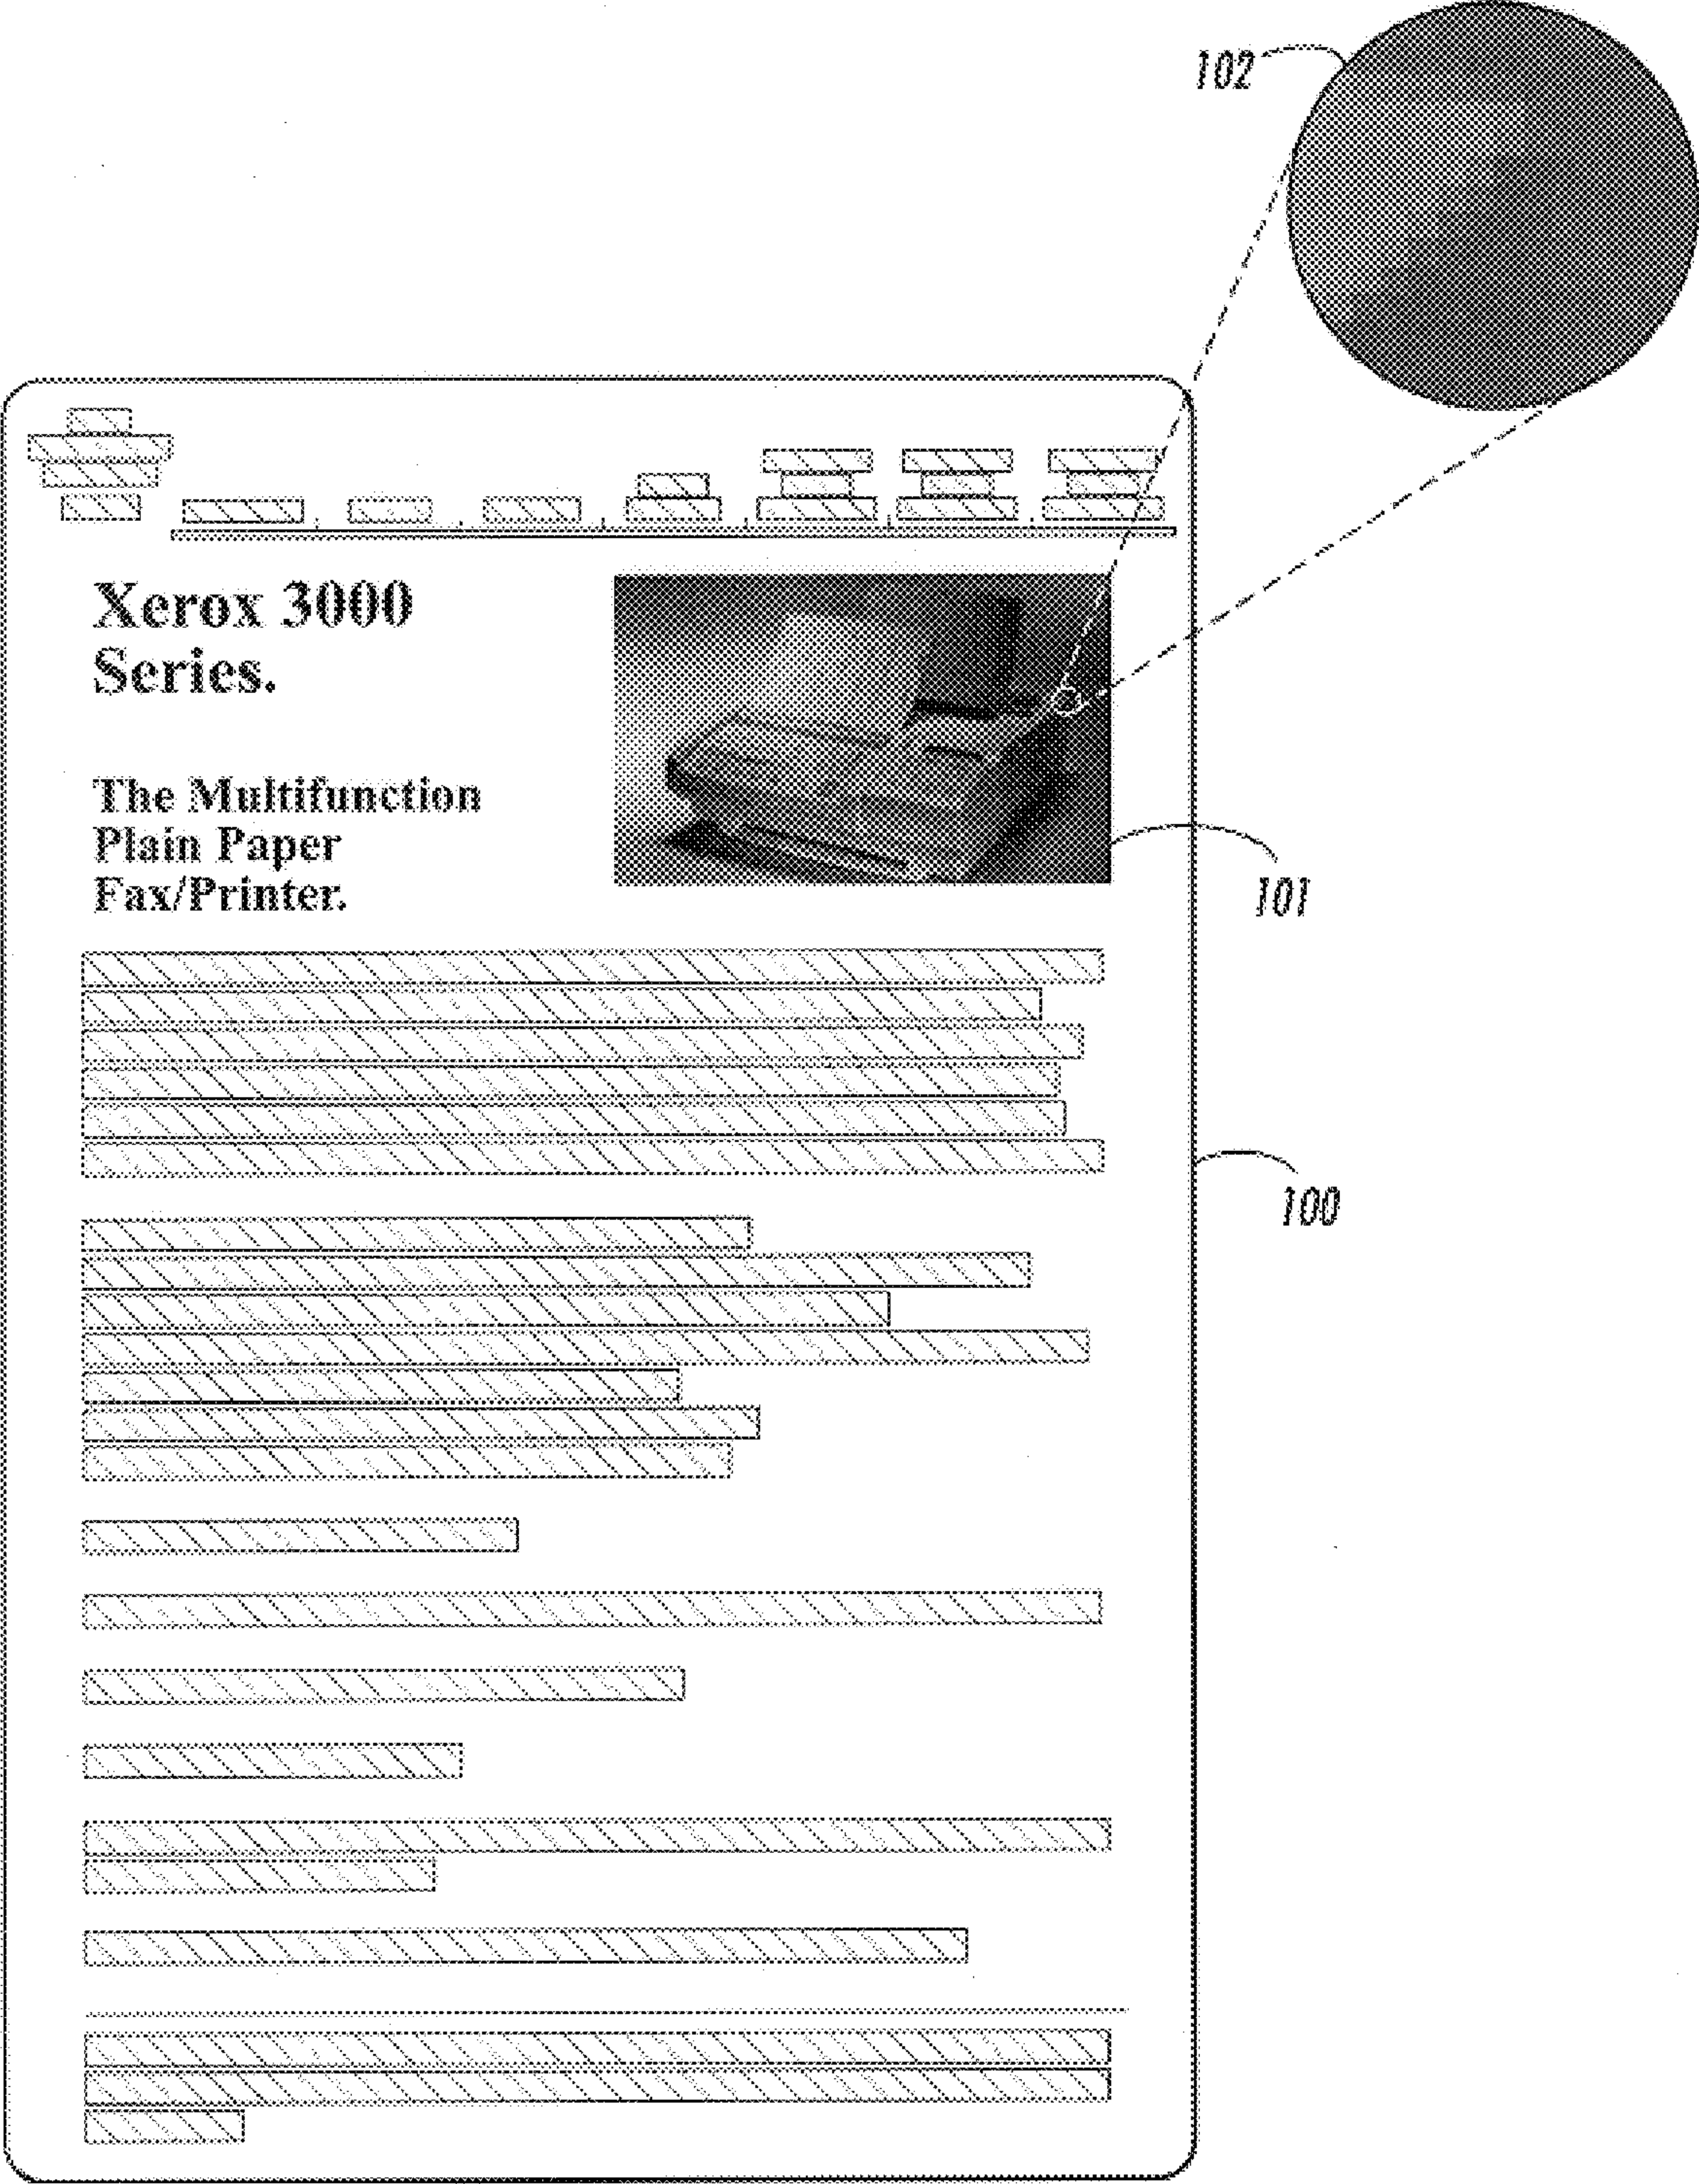 102
Xerox 3000
Series.
The Multifunction
Plain Paper
Fax/Printer.
101
100